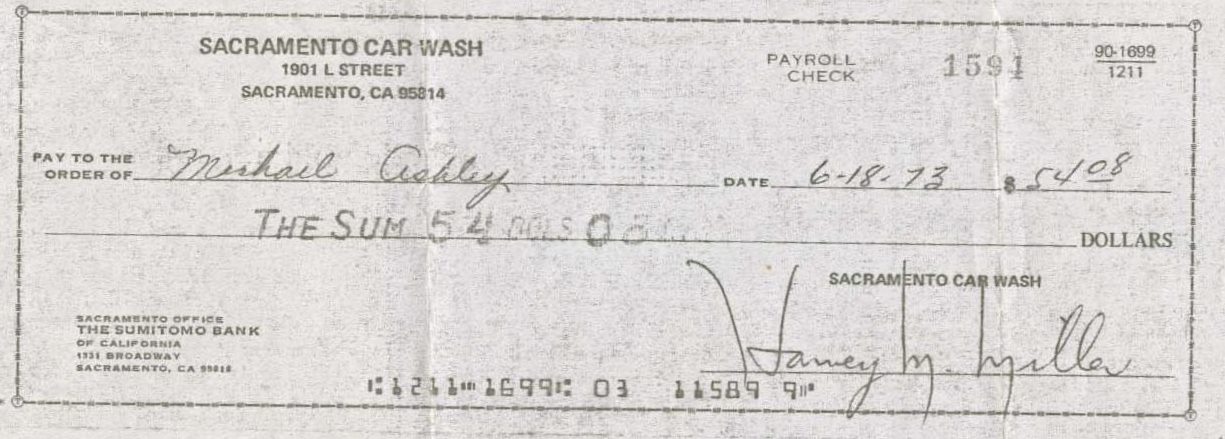 SACRAMENTO CAR WASH
1901 L STREET
SACRAMENTO, CA 95814
PAYROLL
CHECK
1591
90-1699
1211
PAY TO THE
ORDER OF Michael Ashley
DATE 6-18-73 $ 54 08
THE SUM 54 DOLS 08
DOLLARS
SACRAMENTO CAR WASH
SACRAMENTO OFFICE
THE SUMITOMO BANK
OF CALIFORNIA
1331 BROADWAY
SACRAMENTO, CA 95818
M. Miller
⑆1211⑉1699⑆ 03 11589 9⑈